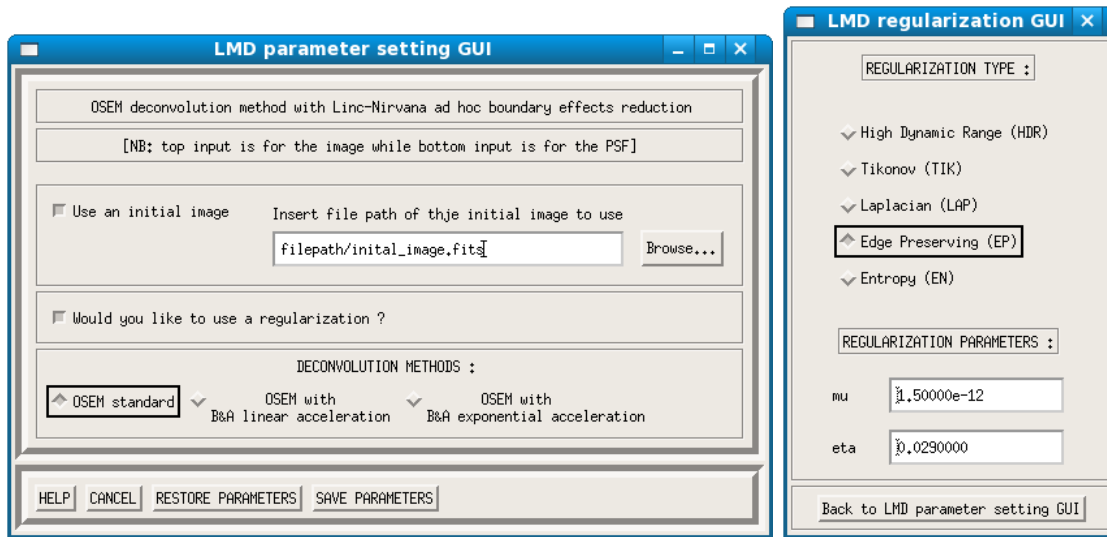 LMD parameter setting GUI
OSEM deconvolution method with Linc-Nirvana ad hoc boundary effects reduction
[NB: top input is for the image while bottom input is for the PSF]
Use an initial image
Insert file path of thje initial image to use
filepath/inital_image.fits
Browse...
Would you like to use a regularization ?
DECONVOLUTION METHODS :
OSEM standard
OSEM with
B&A linear acceleration
OSEM with
B&A exponential acceleration
HELP
CANCEL
RESTORE PARAMETERS
SAVE PARAMETERS
LMD regularization GUI
REGULARIZATION TYPE :
High Dynamic Range (HDR)
Tikonov (TIK)
Laplacian (LAP)
Edge Preserving (EP)
Entropy (EN)
REGULARIZATION PARAMETERS :
mu
1.50000e-12
eta
0.0290000
Back to LMD parameter setting GUI